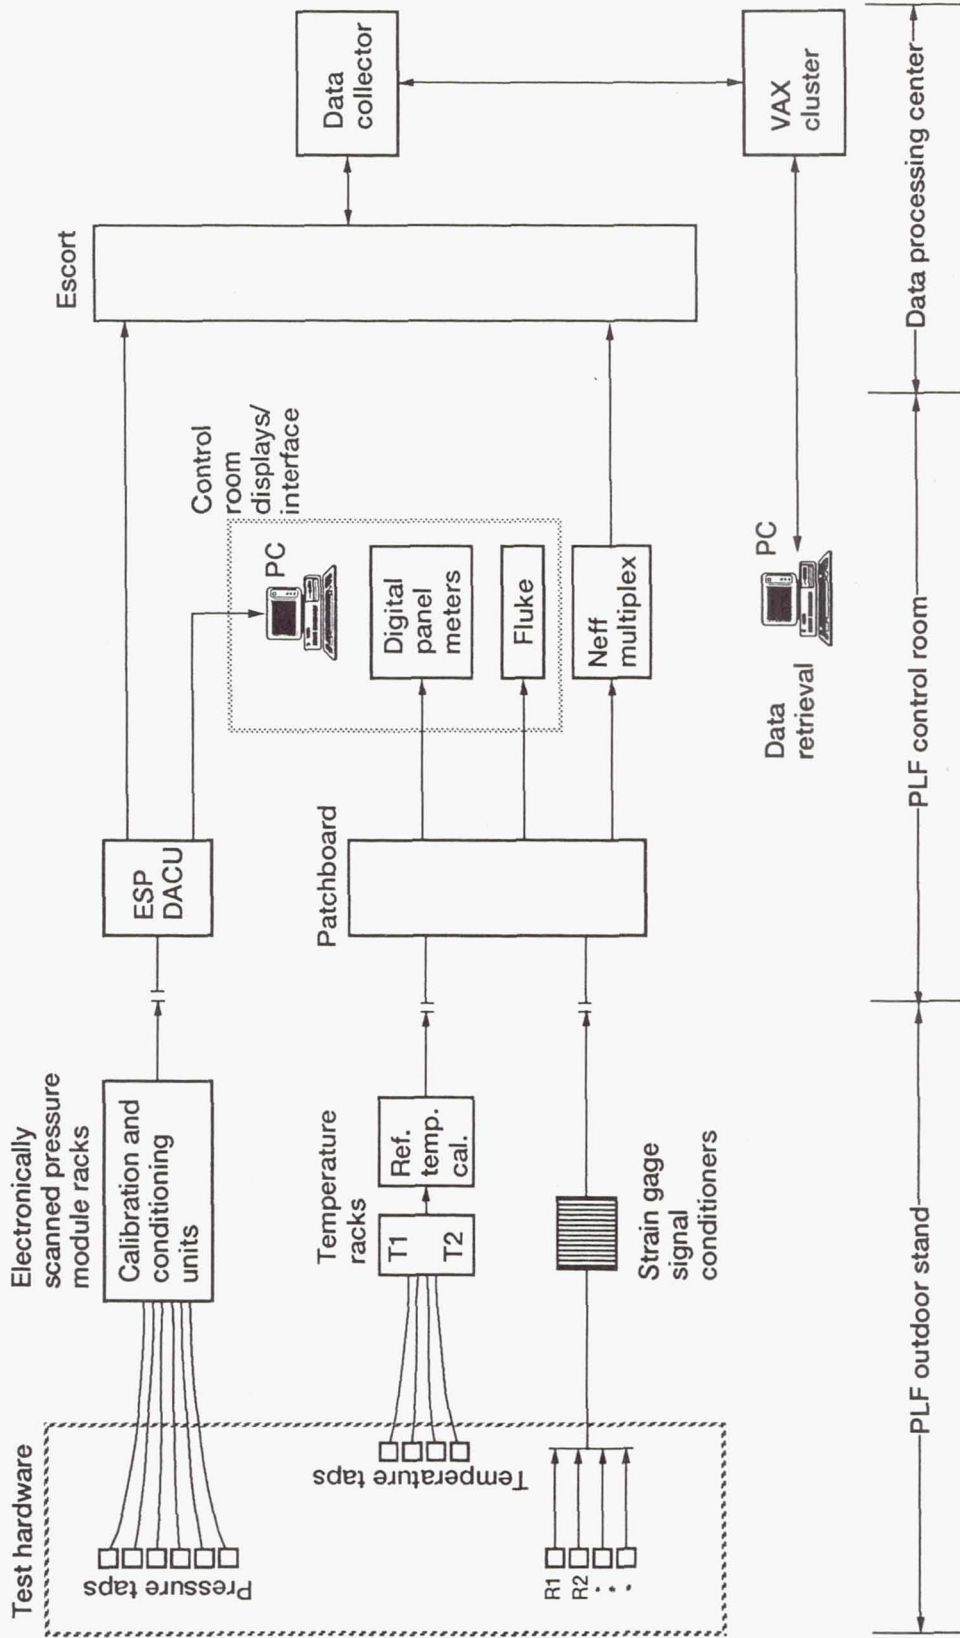 Test hardware
Pressure taps
Temperature taps
R1
R2
Electronically
scanned pressure
module racks
Calibration and
conditioning
units
Temperature
racks
T1
T2
Ref.
temp.
cal.
Strain gage
signal
conditioners
ESP
DACU
Patchboard
Control
room
displays/
interface
PC
Digital
panel
meters
Fluke
Neff
multiplex
Data
retrieval
PC
Escort
Data
collector
VAX
cluster
PLF outdoor stand
PLF control room
Data processing center